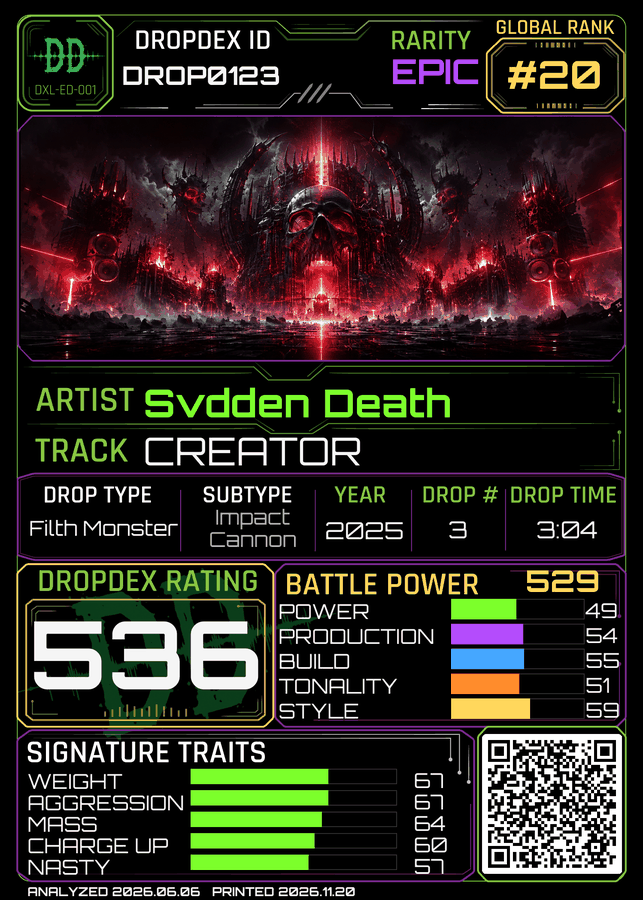 DD
DXL-ED-001
DROPDEX ID
DROP0123
RARITY
EPIC
GLOBAL RANK
#20
ARTIST Svdden Death
TRACK CREATOR
DROP TYPE
Filth Monster
SUBTYPE
Impact
Cannon
YEAR
2025
DROP #
3
DROP TIME
3:04
DROPDEX RATING
536
BATTLE POWER 529
POWER 49
PRODUCTION 54
BUILD 55
TONALITY 51
STYLE 59
SIGNATURE TRAITS
WEIGHT 67
AGGRESSION 67
MASS 64
CHARGE UP 60
NASTY 57
ANALYZED 2026.06.06 PRINTED 2026.11.20